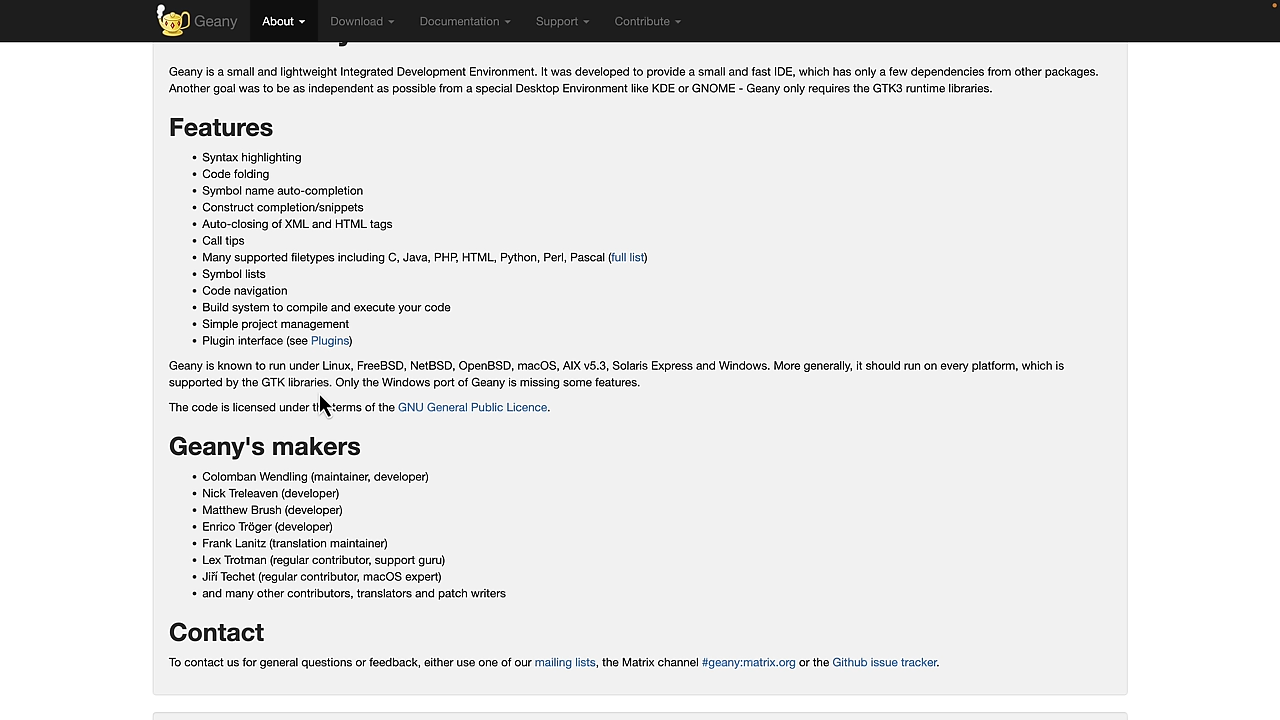 Geany
About
Download
Documentation
Support
Contribute
Geany is a small and lightweight Integrated Development Environment. It was developed to provide a small and fast IDE, which has only a few dependencies from other packages.
Another goal was to be as independent as possible from a special Desktop Environment like KDE or GNOME - Geany only requires the GTK3 runtime libraries.
Features
• Syntax highlighting
• Code folding
• Symbol name auto-completion
• Construct completion/snippets
• Auto-closing of XML and HTML tags
• Call tips
• Many supported filetypes including C, Java, PHP, HTML, Python, Perl, Pascal (full list)
• Symbol lists
• Code navigation
• Build system to compile and execute your code
• Simple project management
• Plugin interface (see Plugins)
Geany is known to run under Linux, FreeBSD, NetBSD, OpenBSD, macOS, AIX v5.3, Solaris Express and Windows. More generally, it should run on every platform, which is
supported by the GTK libraries. Only the Windows port of Geany is missing some features.
The code is licensed under the terms of the GNU General Public Licence.
Geany's makers
• Colomban Wendling (maintainer, developer)
• Nick Treleaven (developer)
• Matthew Brush (developer)
• Enrico Tröger (developer)
• Frank Lanitz (translation maintainer)
• Lex Trotman (regular contributor, support guru)
• Jiří Techet (regular contributor, macOS expert)
• and many other contributors, translators and patch writers
Contact
To contact us for general questions or feedback, either use one of our mailing lists, the Matrix channel #geany:matrix.org or the Github issue tracker.